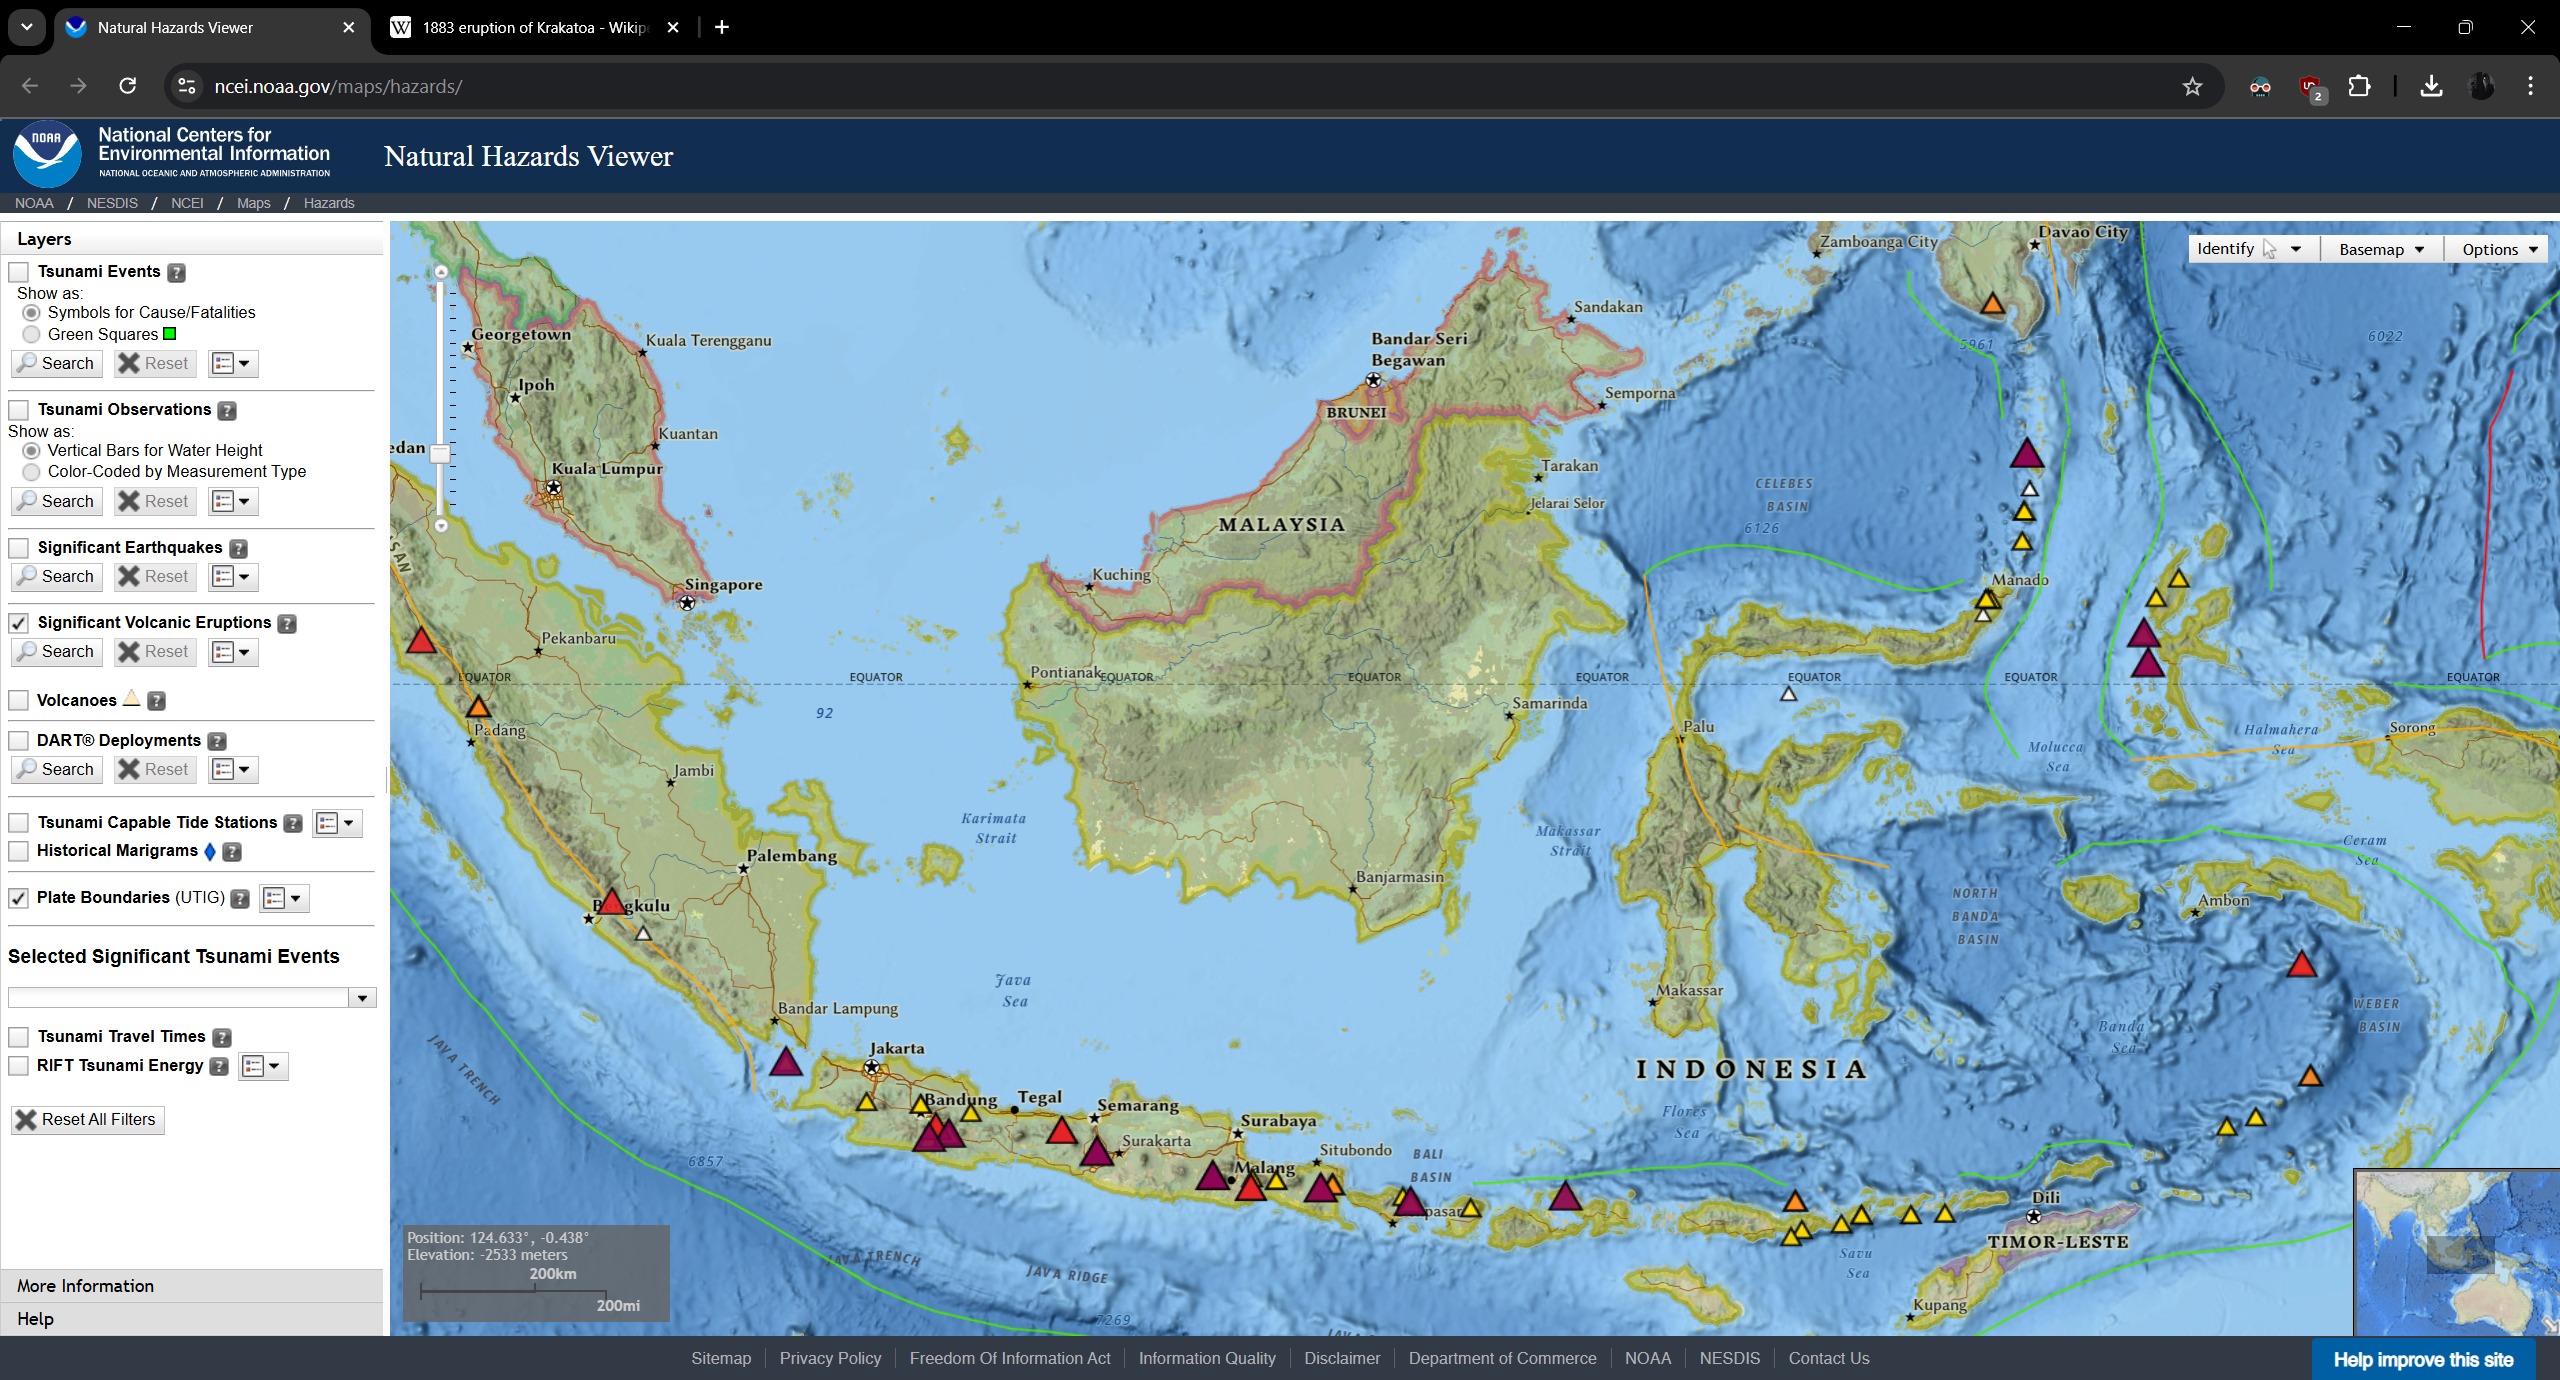 Natural Hazards Viewer
1883 eruption of Krakatoa - Wikip
ncei.noaa.gov/maps/hazards/
2
NOAA
National Centers for
Environmental Information
NATIONAL OCEANIC AND ATMOSPHERIC ADMINISTRATION
Natural Hazards Viewer
NOAA / NESDIS / NCEI / Maps / Hazards
Layers
Tsunami Events ?
Show as:
Symbols for Cause/Fatalities
Green Squares
Search Reset
Tsunami Observations ?
Show as:
Vertical Bars for Water Height
Color-Coded by Measurement Type
Search Reset
Significant Earthquakes ?
Search Reset
Significant Volcanic Eruptions ?
Search Reset
Volcanoes ?
DART® Deployments ?
Search Reset
Tsunami Capable Tide Stations ?
Historical Marigrams ?
Plate Boundaries (UTIG) ?
Selected Significant Tsunami Events
Tsunami Travel Times ?
RIFT Tsunami Energy ?
Reset All Filters
More Information
Help
Identify
Basemap
Options
Zamboanga City
Davao City
Georgetown
Kuala Terengganu
Ipoh
Kuantan
edan
Kuala Lumpur
Singapore
Pekanbaru
Bandar Seri
Begawan
BRUNEI
Sandakan
Semporna
Tarakan
Jelarai Selor
MALAYSIA
Kuching
CELEBES
BASIN
6126
5961
6022
Manado
EQUATOR
EQUATOR
Pontianak
EQUATOR
EQUATOR
EQUATOR
EQUATOR
EQUATOR
EQUATOR
92
Padang
Jambi
Samarinda
Palu
Molucca
Sea
Halmahera
Sea
Sorong
Karimata
Strait
Makassar
Strait
Ceram
Sea
Palembang
Banjarmasin
Bengkulu
NORTH
BANDA
BASIN
Ambon
Java
Sea
Makassar
WEBER
BASIN
Banda
Sea
Bandar Lampung
JAVA TRENCH
Jakarta
INDONESIA
Bandung
Tegal
Semarang
Surabaya
Flores
Sea
Surakarta
Situbondo
BALI
BASIN
Malang
pasar
6857
Dili
TIMOR-LESTE
Savu
Sea
Kupang
JAVA TRENCH
JAVA RIDGE
7269
Position: 124.633°, -0.438°
Elevation: -2533 meters
200km
200mi
Sitemap
Privacy Policy
Freedom Of Information Act
Information Quality
Disclaimer
Department of Commerce
NOAA
NESDIS
Contact Us
Help improve this site